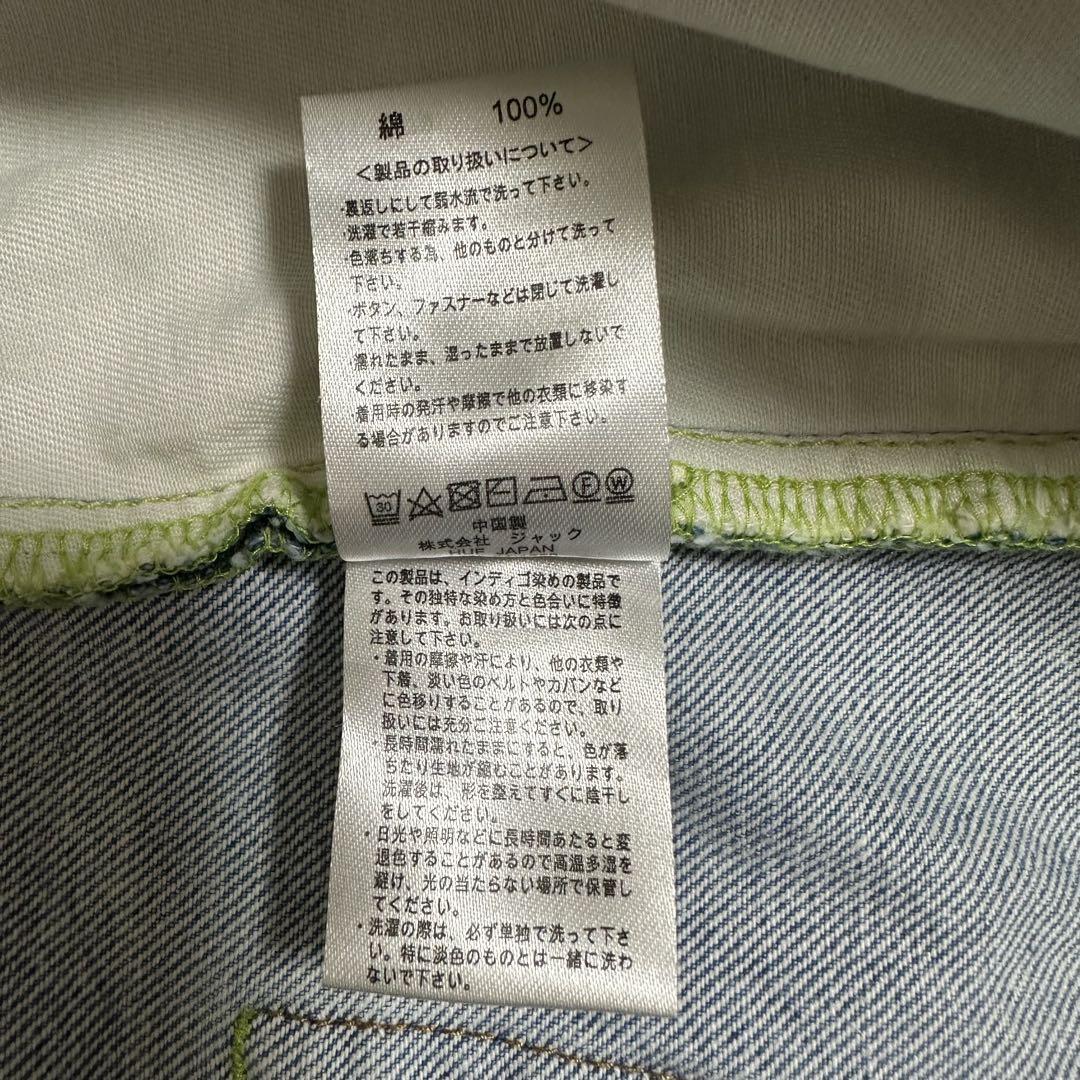 綿 100%
<製品の取り扱いについて>
・裏返しにして弱水流で洗って下さい。
・洗濯で若干縮みます。
・色落ちする為、他のものと分けて洗って
下さい。
・ボタン、ファスナーなどは閉じて洗濯し
て下さい。
・濡れたまま、湿ったままで放置しないで
ください。
・着用時の発汗や摩擦で他の衣類に移染す
る場合がありますのでご注意下さい。
30 F W
中国製
株式会社 ジャック
HUE JAPAN
この製品は、インディゴ染めの製品で
す。その独特な染め方と色合いに特徴
があります。お取り扱いには次の点に
注意して下さい。
・着用の摩擦や汗により、他の衣類や
下着、淡い色のベルトやカバンなど
に色移りすることがあるので、取り
扱いには充分ご注意ください。
・長時間濡れたままにすると、色が落
ちたり生地が縮むことがあります。
洗濯後は、形を整えてすぐに陰干し
をしてください。
・日光や照明などに長時間あたると変
退色することがあるので高温多湿を
避け、光の当たらない場所で保管し
てください。
・洗濯の際は、必ず単独で洗って下さ
い。特に淡色のものとは一緒に洗わ
ないで下さい。